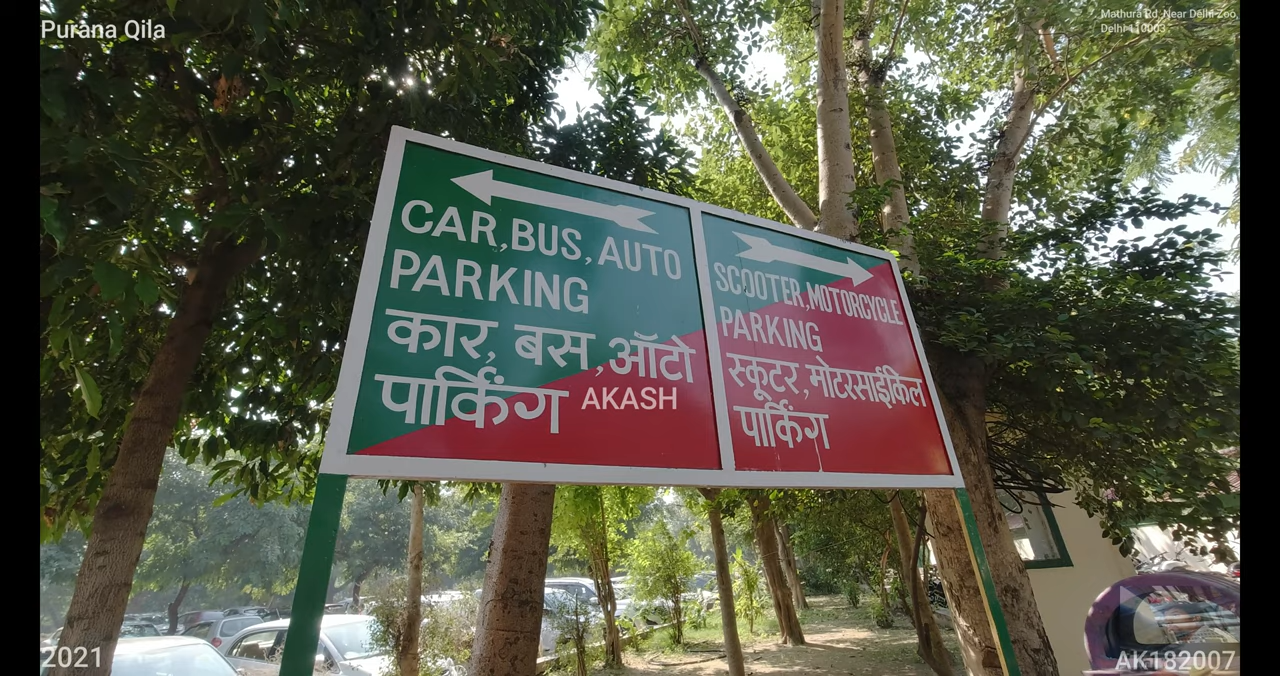 Purana Qila
Mathura Rd, Near Delhi Zoo,
Delhi 110003
CAR, BUS, AUTO
PARKING
कार, बस, ऑटो
पार्किंग
AKASH
SCOOTER, MOTORCYCLE
PARKING
स्कूटर, मोटरसाईकिल
पार्किंग
2021
AK182007